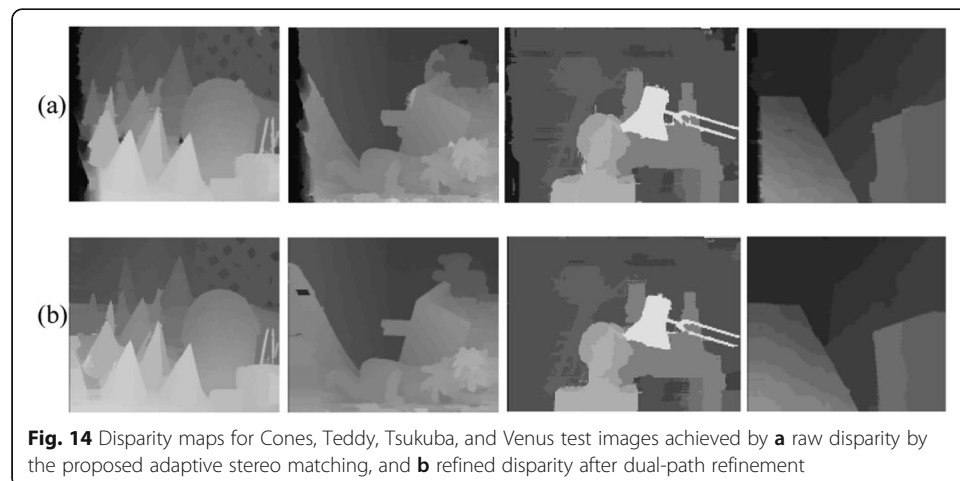 (a)
(b)
Fig. 14 Disparity maps for Cones, Teddy, Tsukuba, and Venus test images achieved by a raw disparity by
the proposed adaptive stereo matching, and b refined disparity after dual-path refinement